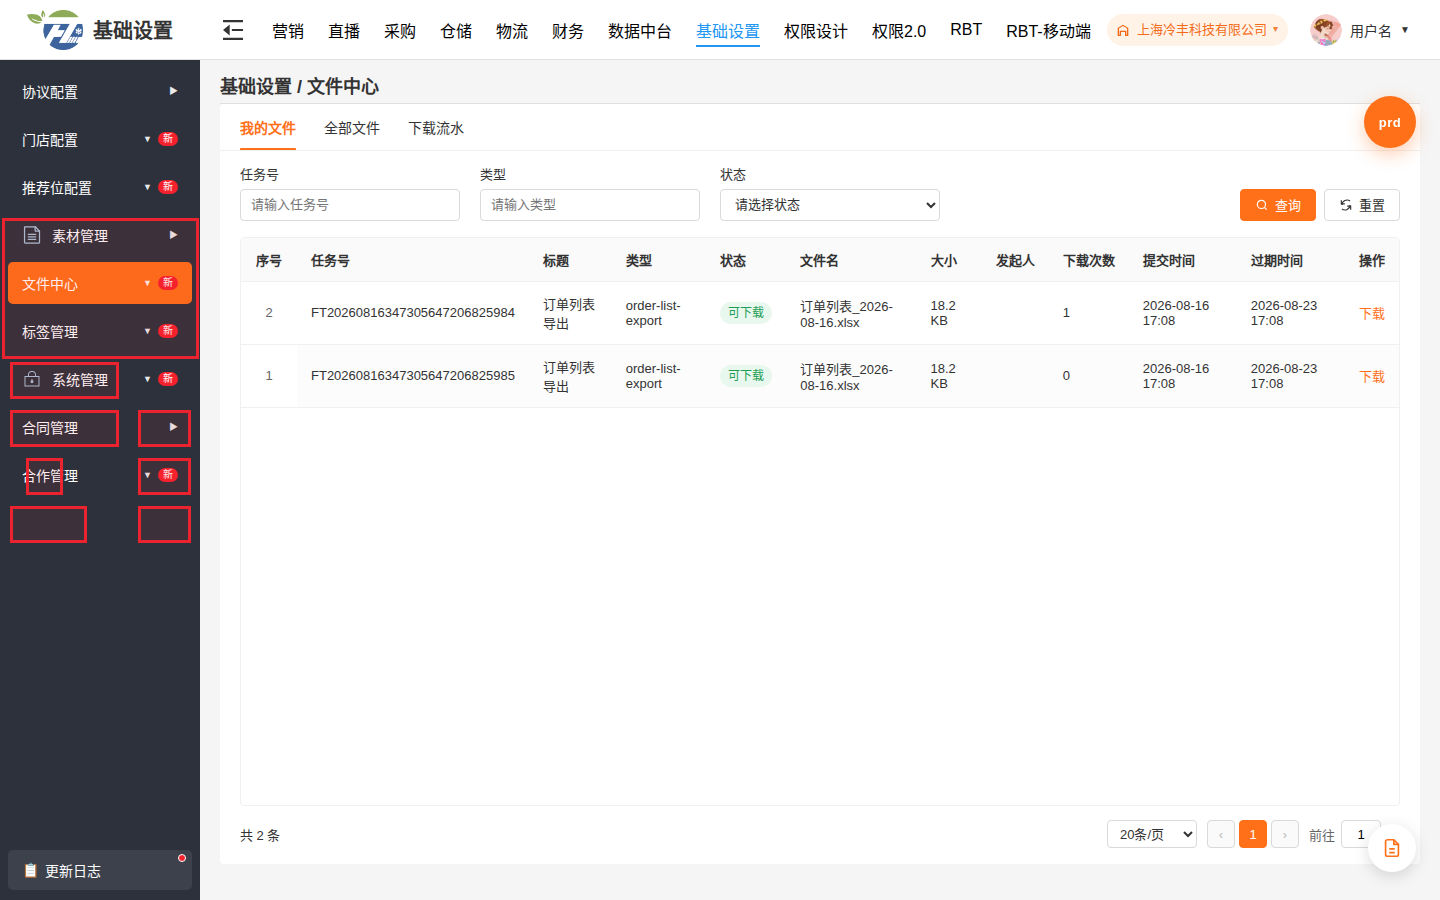 基础设置
营销 直播 采购 仓储 物流 财务 数据中台 基础设置 权限设计 权限2.0 RBT RBT-移动端
上海冷丰科技有限公司
用户名
协议配置
门店配置 新
推荐位配置 新
素材管理
文件中心 新
标签管理 新
系统管理 新
合同管理
合作管理 新
更新日志
基础设置 / 文件中心
prd
我的文件 全部文件 下载流水
任务号 类型 状态
请输入任务号 请输入类型 请选择状态 查询 重置
序号 任务号 标题 类型 状态 文件名 大小 发起人 下载次数 提交时间 过期时间 操作
2 FT20260816347305647206825984 订单列表导出 order-list-export 可下载 订单列表_2026-08-16.xlsx 18.2 KB 1 2026-08-16 17:08 2026-08-23 17:08 下载
1 FT20260816347305647206825985 订单列表导出 order-list-export 可下载 订单列表_2026-08-16.xlsx 18.2 KB 0 2026-08-16 17:08 2026-08-23 17:08 下载
共 2 条 20条/页 ‹ 1 › 前往 1